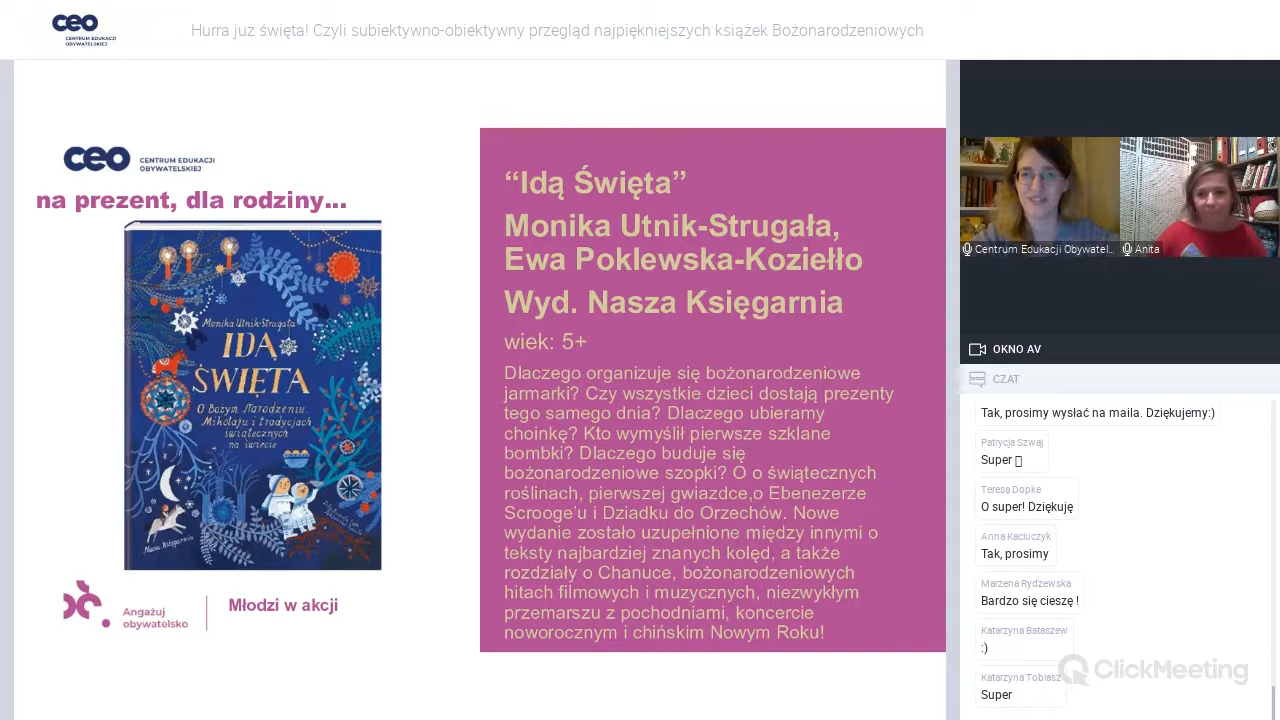 ceo
CENTRUM EDUKACJI
OBYWATELSKIEJ
Hurra już święta! Czyli subiektywno-obiektywny przegląd najpiękniejszych książek Bożonarodzeniowych
ceo
CENTRUM EDUKACJI
OBYWATELSKIEJ
na prezent, dla rodziny...
Monika Utnik-Strugała
IDĄ
ŚWIĘTA
O Bożym Narodzeniu,
Mikołaju i tradycjach
świątecznych
na świecie
Nasza Księgarnia
Angażuj
obywatelsko
Młodzi w akcji
“Idą Święta”
Monika Utnik-Strugała,
Ewa Poklewska-Koziełło
Wyd. Nasza Księgarnia
wiek: 5+
Dlaczego organizuje się bożonarodzeniowe
jarmarki? Czy wszystkie dzieci dostają prezenty
tego samego dnia? Dlaczego ubieramy
choinkę? Kto wymyślił pierwsze szklane
bombki? Dlaczego buduje się
bożonarodzeniowe szopki? O o świątecznych
roślinach, pierwszej gwiazdce,o Ebenezerze
Scrooge’u i Dziadku do Orzechów. Nowe
wydanie zostało uzupełnione między innymi o
teksty najbardziej znanych kolęd, a także
rozdziały o Chanuce, bożonarodzeniowych
hitach filmowych i muzycznych, niezwykłym
przemarszu z pochodniami, koncercie
noworocznym i chińskim Nowym Roku!
Centrum Edukacji Obywatel...
Anita
OKNO AV
CZAT
Tak, prosimy wysłać na maila. Dziękujemy:)
Patrycja Szwaj
Super
Teresa Dopke
O super! Dziękuję
Anna Kaciuczyk
Tak, prosimy
Marzena Rydzewska
Bardzo się cieszę !
Katarzyna Bataszew
:)
Katarzyna Tobiasz
Super
ClickMeeting